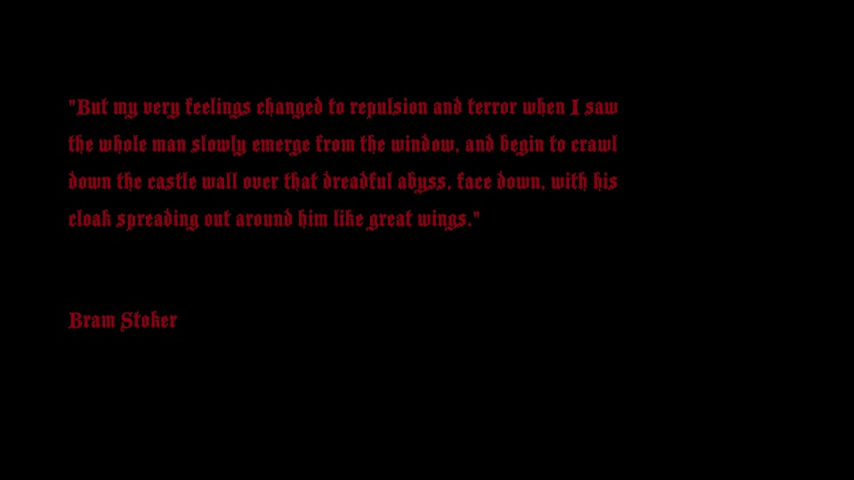 "But my very feelings changed to repulsion and terror when I saw
the whole man slowly emerge from the window, and begin to crawl
down the castle wall over that dreadful abyss, face down, with his
cloak spreading out around him like great wings."
Bram Stoker